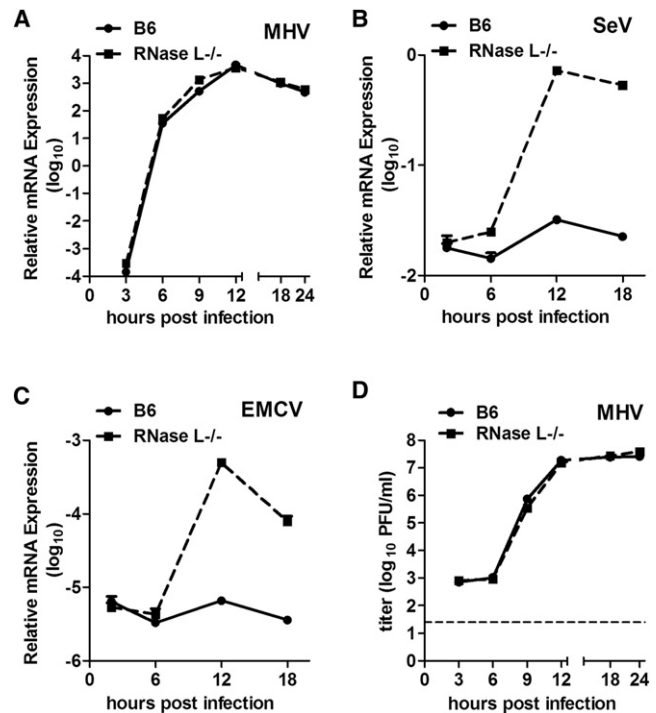 A
B6
RNase L-/-
MHV
Relative mRNA Expression
(log10)
5
4
3
2
1
0
-1
-2
-3
-4
0 3 6 9 12 18 24
hours post infection
B
B6
RNase L-/-
SeV
Relative mRNA Expression
(log10)
-0
-1
-2
0 6 12 18
hours post infection
C
B6
RNase L-/-
EMCV
Relative mRNA Expression
(log10)
-3
-4
-5
-6
0 6 12 18
hours post infection
D
B6
RNase L-/-
MHV
titer (log10 PFU/ml)
8
7
6
5
4
3
2
1
0
0 3 6 9 12 18 24
hours post infection